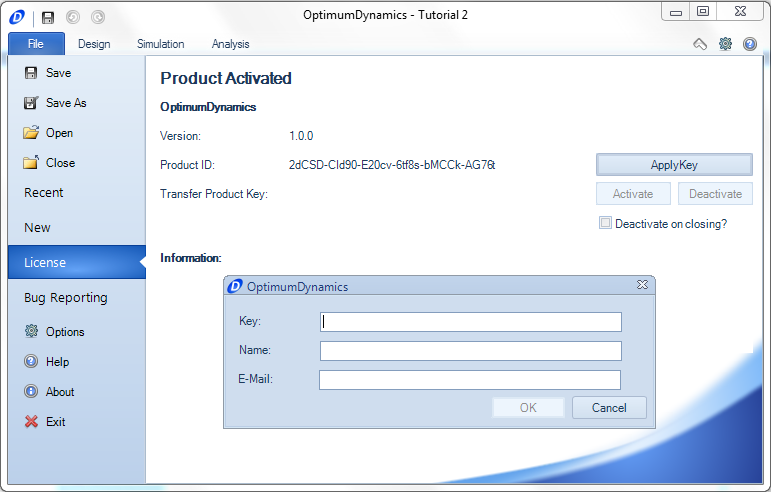 OptimumDynamics - Tutorial 2
File Design Simulation Analysis
Save
Save As
Open
Close
Recent
New
License
Bug Reporting
Options
Help
About
Exit
Product Activated
OptimumDynamics
Version: 1.0.0
Product ID: 2dCSD-Cld90-E20cv-6tf8s-bMCCk-AG76t
ApplyKey
Transfer Product Key:
Activate Deactivate
Deactivate on closing?
Information:
OptimumDynamics
Key:
Name:
E-Mail:
OK Cancel